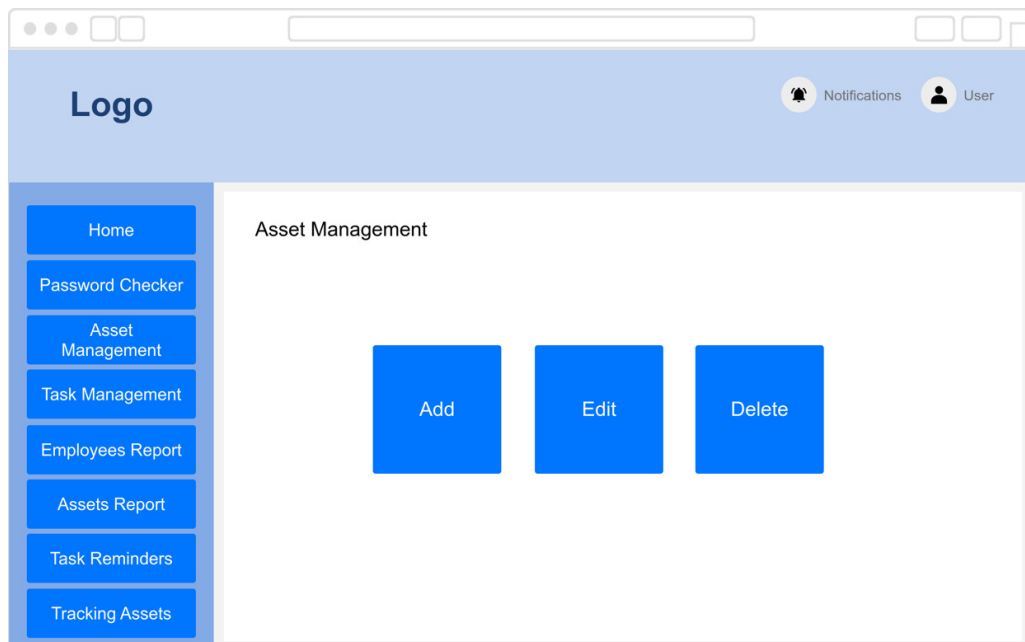 Logo
Notifications
User
Home
Password Checker
Asset
Management
Task Management
Employees Report
Assets Report
Task Reminders
Tracking Assets
Asset Management
Add
Edit
Delete